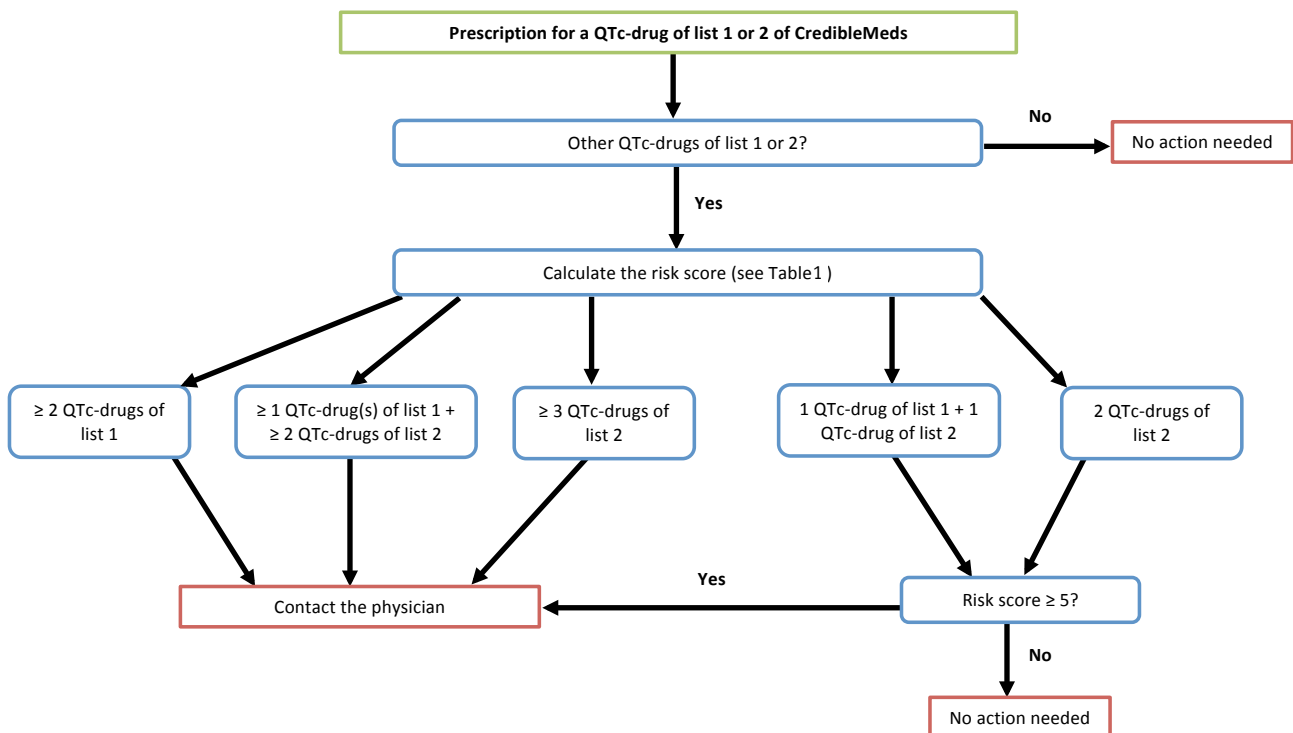 Prescription for a QTc-drug of list 1 or 2 of CredibleMeds
Other QTc-drugs of list 1 or 2?
No
No action needed
Yes
Calculate the risk score (see Table1 )
≥ 2 QTc-drugs of
list 1
≥ 1 QTc-drug(s) of list 1 +
≥ 2 QTc-drugs of list 2
≥ 3 QTc-drugs of
list 2
1 QTc-drug of list 1 + 1
QTc-drug of list 2
2 QTc-drugs of
list 2
Contact the physician
Yes
Risk score ≥ 5?
No
No action needed